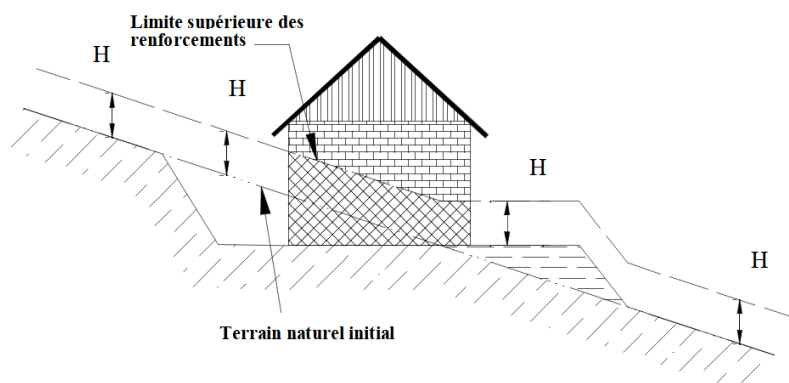 Limite supérieure des
renforcements
H
H
H
H
Terrain naturel initial